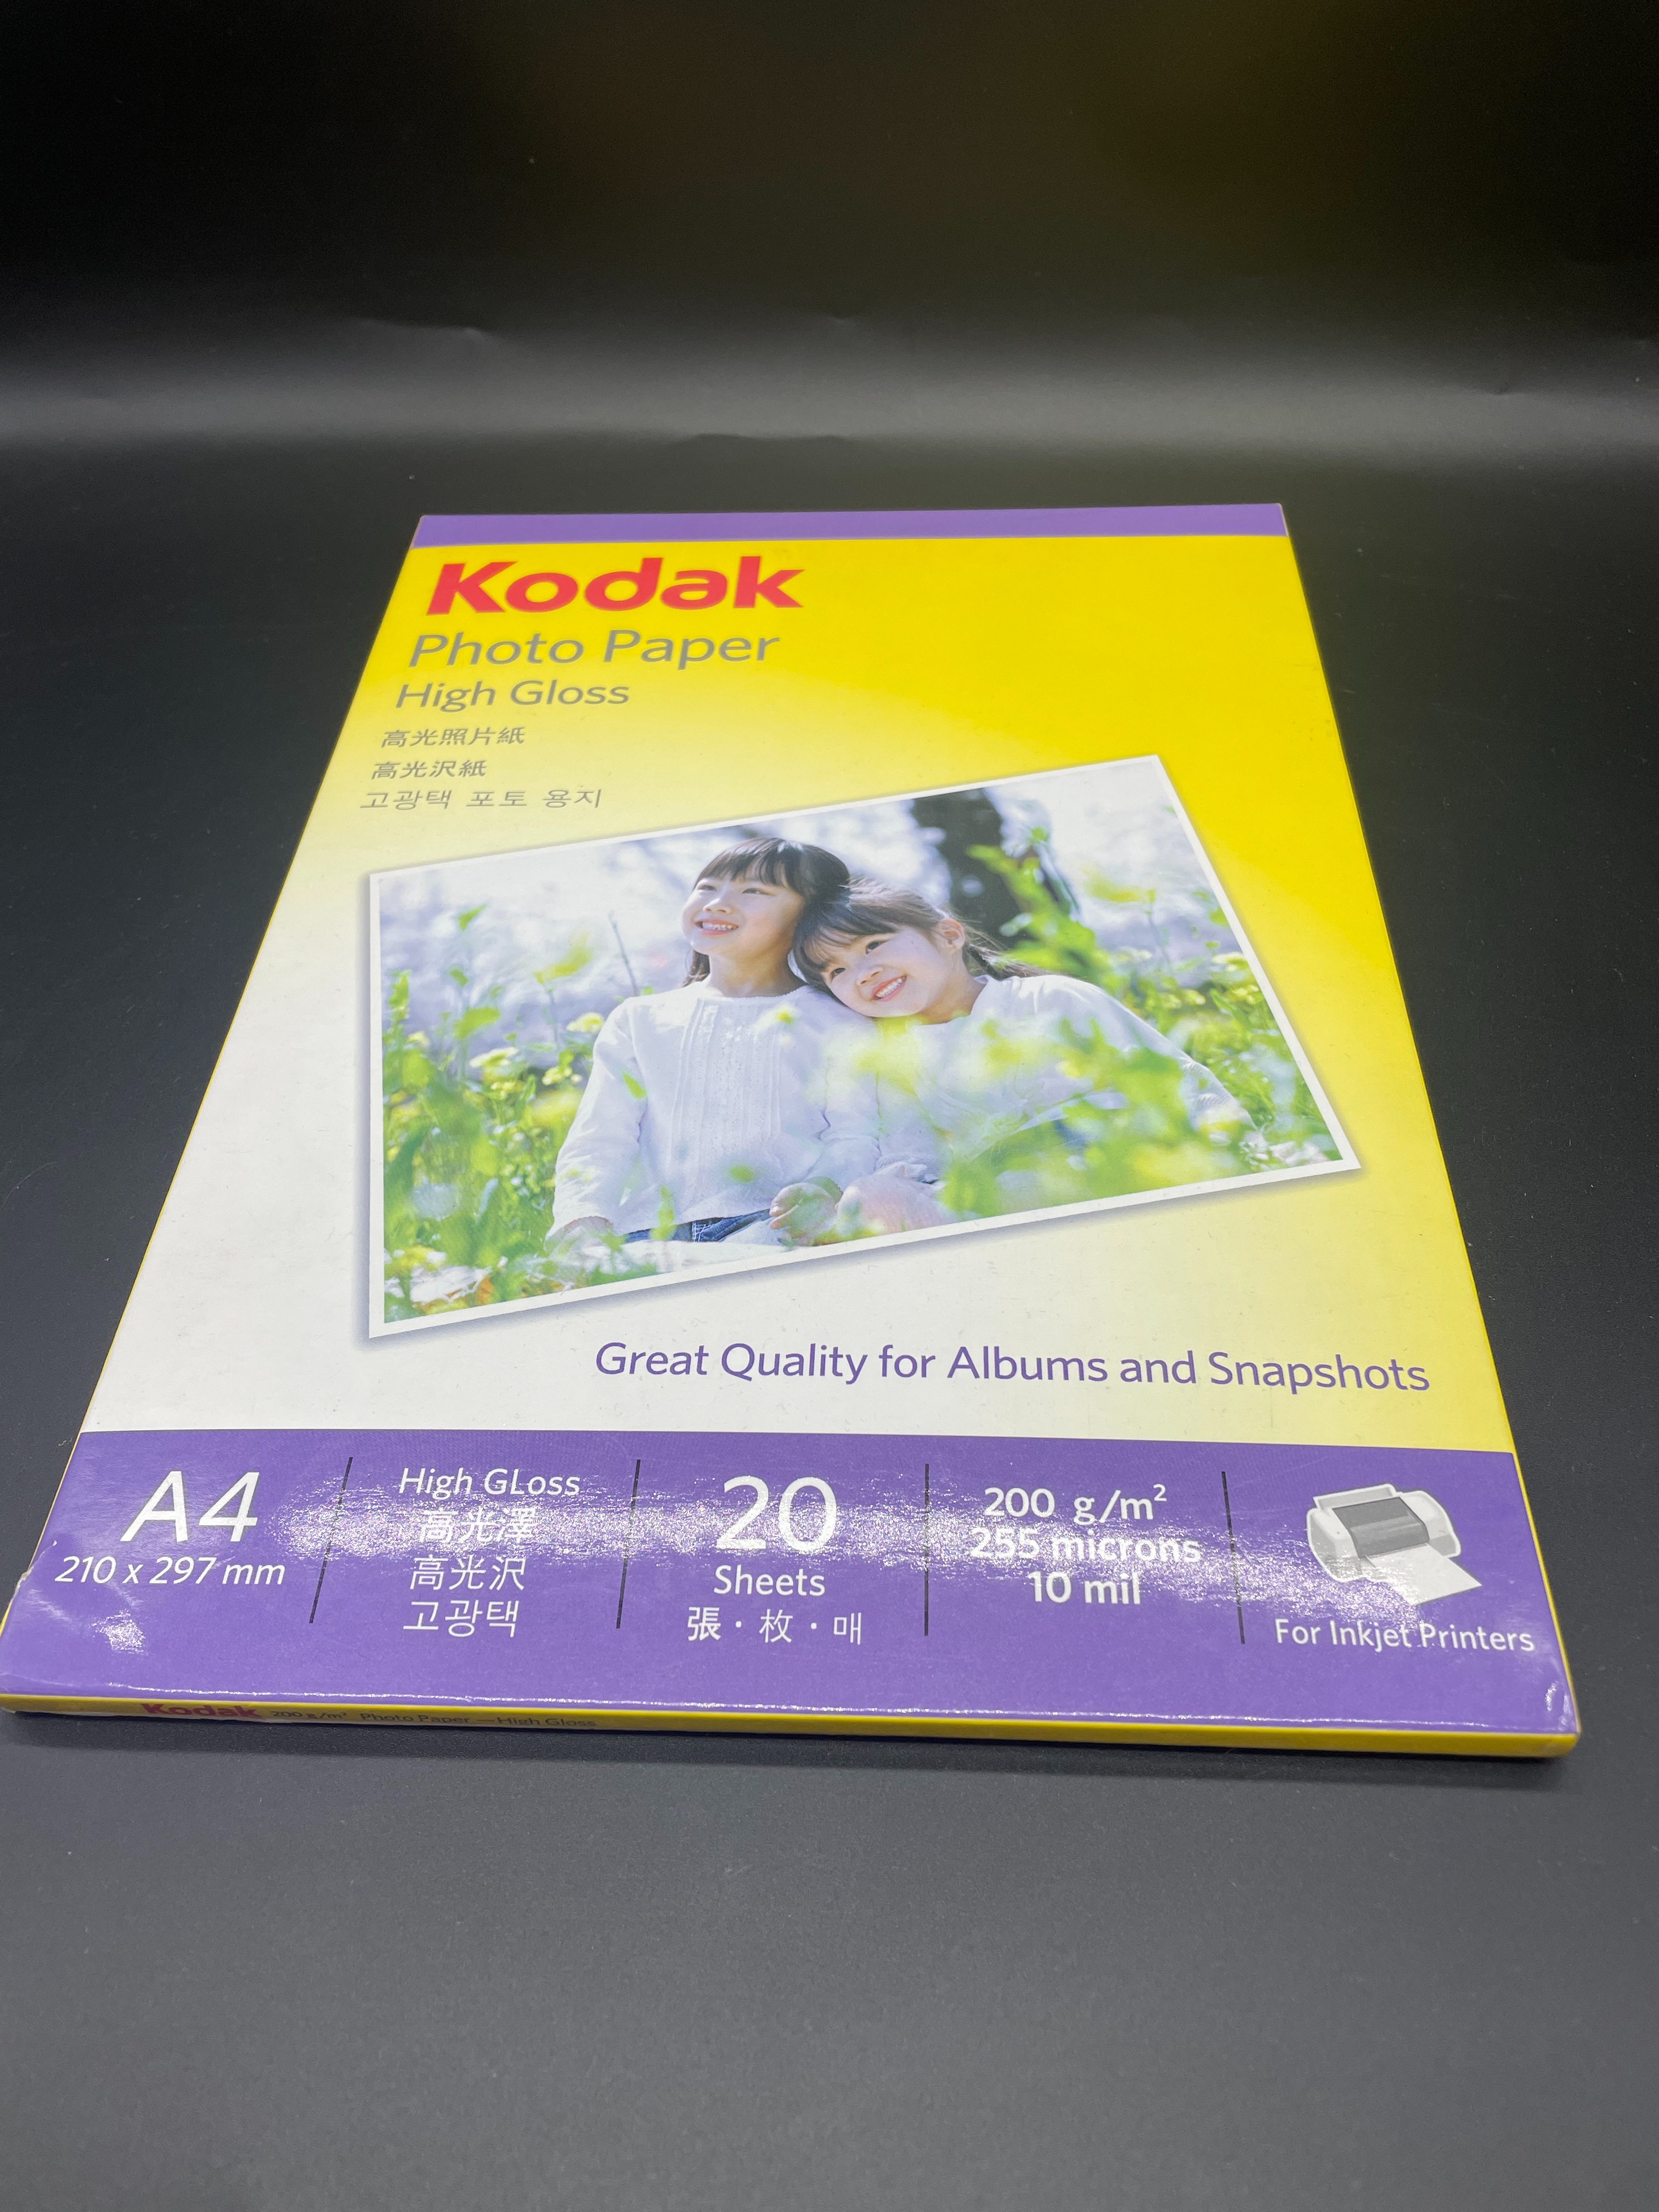 Kodak
Photo Paper
High Gloss
高光照片紙
高光沢紙
고광택 포토 용지
Great Quality for Albums and Snapshots
A4
210 x 297 mm
High GLoss
高光澤
高光沢
고광택
20
Sheets
張・枚・매
200 g/m²
255 microns
10 mil
For Inkjet Printers
Kodak 200 g/m² Photo Paper — High Gloss